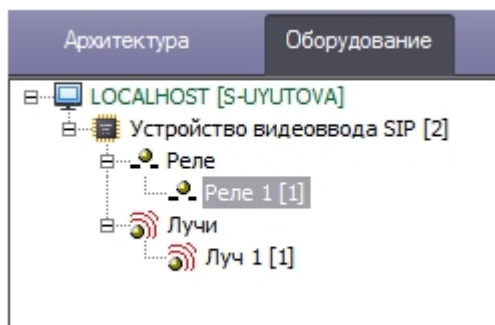 Архитектура Оборудование
LOCALHOST [S-UYUTOVA]
Устройство видеоввода SIP [2]
Реле
Реле 1 [1]
Лучи
Луч 1 [1]